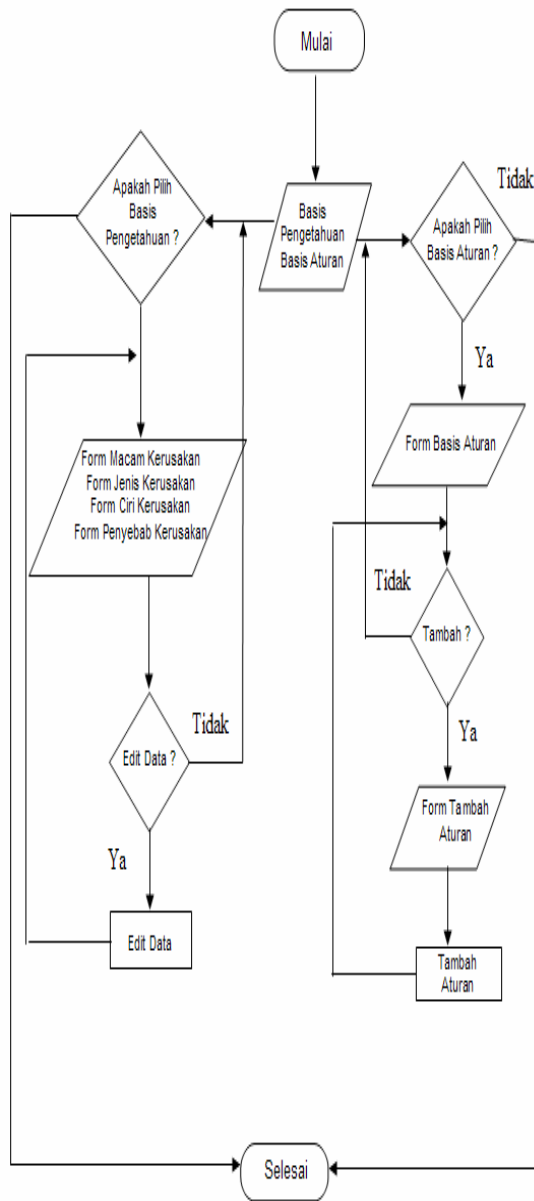 Mulai
Tidak
Apakah Pilih
Basis
Pengetahuan ?
Basis
Pengetahuan
Basis Aturan
Apakah Pilih
Basis Aturan ?
Ya
Form Macam Kerusakan
Form Jenis Kerusakan
Form Ciri Kerusakan
Form Penyebab Kerusakan
Form Basis Aturan
Tidak
Tambah ?
Ya
Tidak
Edit Data ?
Ya
Form Tambah
Aturan
Edit Data
Tambah
Aturan
Selesai